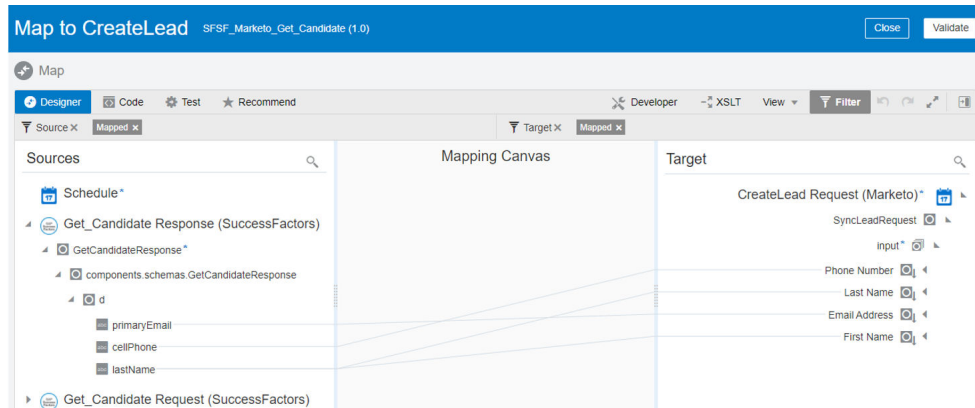 Map to CreateLead SFSF_Marketo_Get_Candidate (1.0) Close Validate
Map
Designer Code Test Recommend Developer XSLT View Filter
Source Mapped x Target Mapped x
Sources Mapping Canvas Target
Schedule*
CreateLead Request (Marketo)*
Get_Candidate Response (SuccessFactors)
SyncLeadRequest
GetCandidateResponse*
input*
components.schemas.GetCandidateResponse
Phone Number
d
Last Name
primaryEmail
Email Address
cellPhone
First Name
lastName
Get_Candidate Request (SuccessFactors)